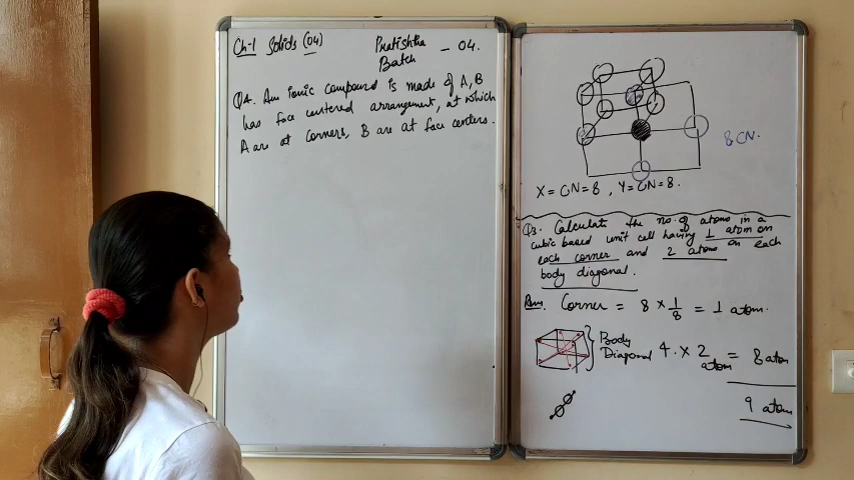 Ch-1 Solids (04)
Pratishtha - 04.
Batch
Q4. An ionic compound is made of A, B
has face centered arrangement, at which
A are at corners, B are at face centers.
8 CN.
X = CN = 8 , Y = CN = 8.
Q3. Calculate the no. of atoms in a
cubic based unit cell having 1 atom on
each corner and 2 atoms on each
body diagonal.
Ans. Corner = 8 × 1/8 = 1 atom.
Body
Diagonal 4 . × 2 atom = 8 atom
9 atom